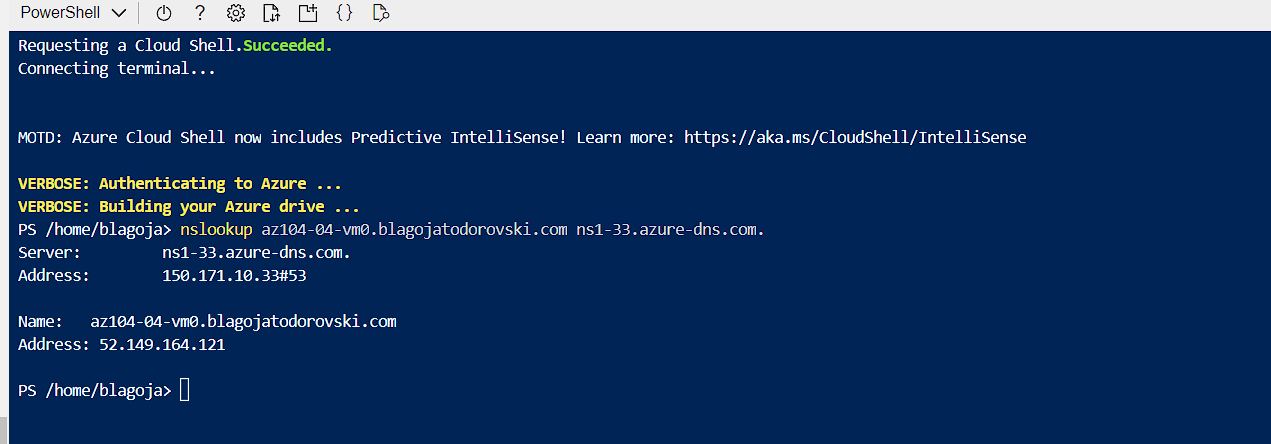 PowerShell
Requesting a Cloud Shell.Succeeded.
Connecting terminal...
MOTD: Azure Cloud Shell now includes Predictive IntelliSense! Learn more: https://aka.ms/CloudShell/IntelliSense
VERBOSE: Authenticating to Azure ...
VERBOSE: Building your Azure drive ...
PS /home/blagoja> nslookup az104-04-vm0.blagojatodorovski.com ns1-33.azure-dns.com.
Server: ns1-33.azure-dns.com.
Address: 150.171.10.33#53
Name: az104-04-vm0.blagojatodorovski.com
Address: 52.149.164.121
PS /home/blagoja>